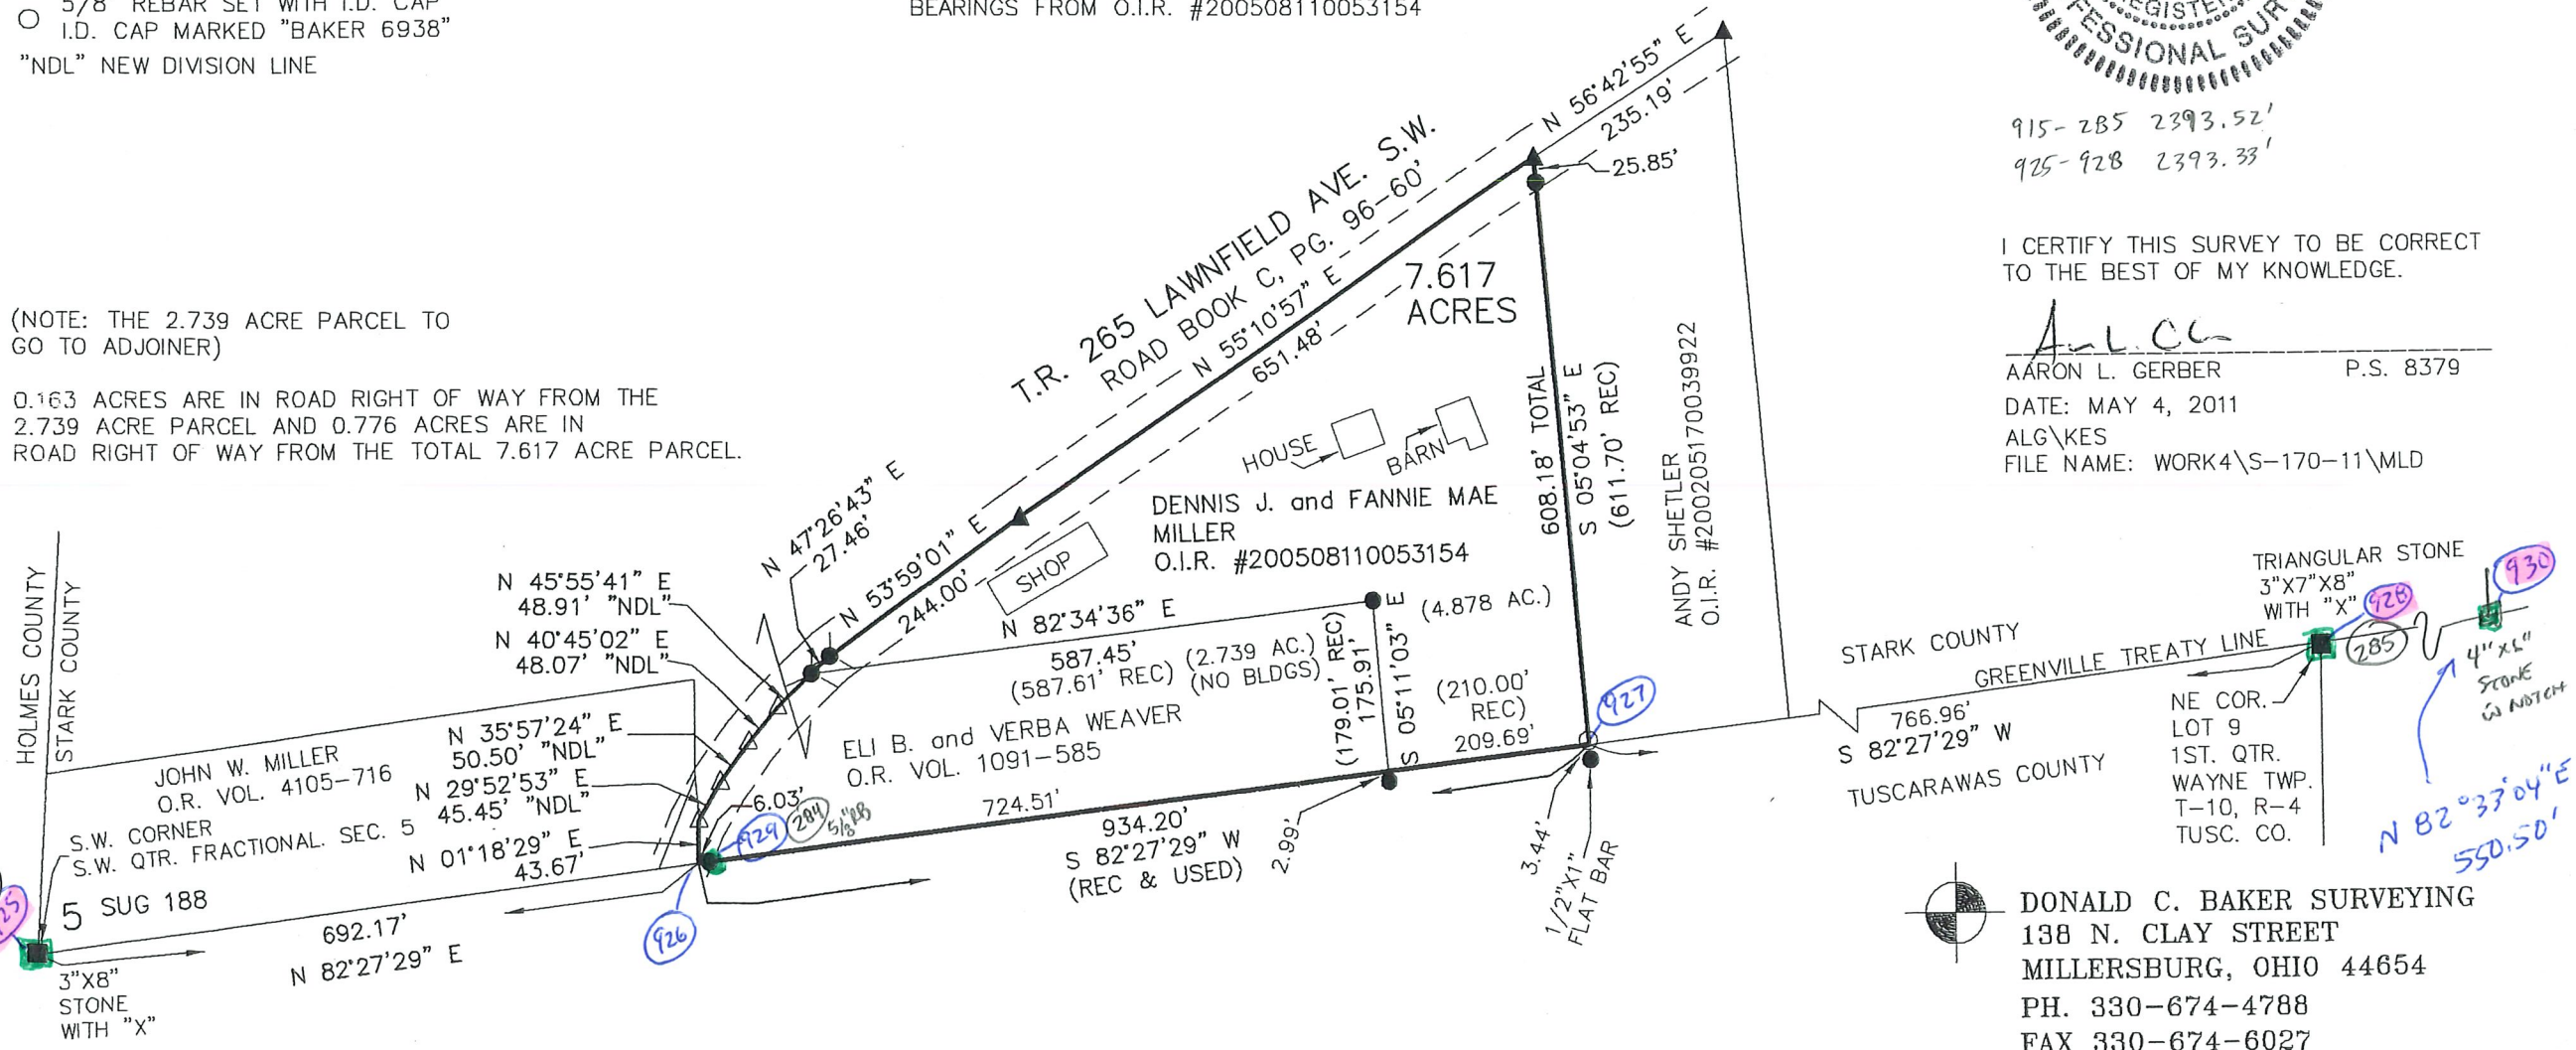 5/8" REBAR SET WITH I.D. CAP
I.D. CAP MARKED "BAKER 6938"
"NDL" NEW DIVISION LINE
BEARINGS FROM O.I.R. #200508110053154
REGISTER
FESSIONAL SUR
915-285 2393.52'
925-928 2393.33'
I CERTIFY THIS SURVEY TO BE CORRECT
TO THE BEST OF MY KNOWLEDGE.
AARON L. GERBER P.S. 8379
DATE: MAY 4, 2011
ALG\KES
FILE NAME: WORK4\S-170-11\MLD
(NOTE: THE 2.739 ACRE PARCEL TO
GO TO ADJOINER)
0.163 ACRES ARE IN ROAD RIGHT OF WAY FROM THE
2.739 ACRE PARCEL AND 0.776 ACRES ARE IN
ROAD RIGHT OF WAY FROM THE TOTAL 7.617 ACRE PARCEL.
T.R. 265 LAWNFIELD AVE. S.W.
ROAD BOOK C, PG. 96-60'
N 56°42'55" E
235.19'
25.85'
N 55°10'57" E
651.48'
7.617
ACRES
608.18' TOTAL
S 05°04'53" E
(611.70' REC)
ANDY SHETLER
O.I.R. #200205170039922
HOUSE
BARN
SHOP
DENNIS J. and FANNIE MAE
MILLER
O.I.R. #200508110053154
N 47°26'43" E
27.46'
N 53°59'01" E
244.00'
N 45°55'41" E
48.91' "NDL"
N 40°45'02" E
48.07' "NDL"
N 35°57'24" E
50.50' "NDL"
N 29°52'53" E
45.45' "NDL"
N 01°18'29" E
43.67'
N 82°34'36" E
587.45'
(587.61' REC)
(2.739 AC.)
(NO BLDGS)
(4.878 AC.)
(179.01' REC)
175.91'
S 05°11'03" E
(210.00'
REC)
209.69'
ELI B. and VERBA WEAVER
O.R. VOL. 1091-585
HOLMES COUNTY
STARK COUNTY
JOHN W. MILLER
O.R. VOL. 4105-716
S.W. CORNER
S.W. QTR. FRACTIONAL. SEC. 5
5 SUG 188
25
3"X8"
STONE
WITH "X"
692.17'
N 82°27'29" E
926
6.03'
929
284
5/8" RB
724.51'
934.20'
S 82°27'29" W
(REC & USED)
2.99'
3.44'
1/2"X1"
FLAT BAR
927
STARK COUNTY
GREENVILLE TREATY LINE
766.96'
S 82°27'29" W
TUSCARAWAS COUNTY
TRIANGULAR STONE
3"X7"X8"
WITH "X"
928
285
930
4"x6"
STONE
W NOTCH
NE COR.
LOT 9
1ST. QTR.
WAYNE TWP.
T-10, R-4
TUSC. CO.
N 82°33'04" E
550.50'
DONALD C. BAKER SURVEYING
138 N. CLAY STREET
MILLERSBURG, OHIO 44654
PH. 330-674-4788
FAX 330-674-6027